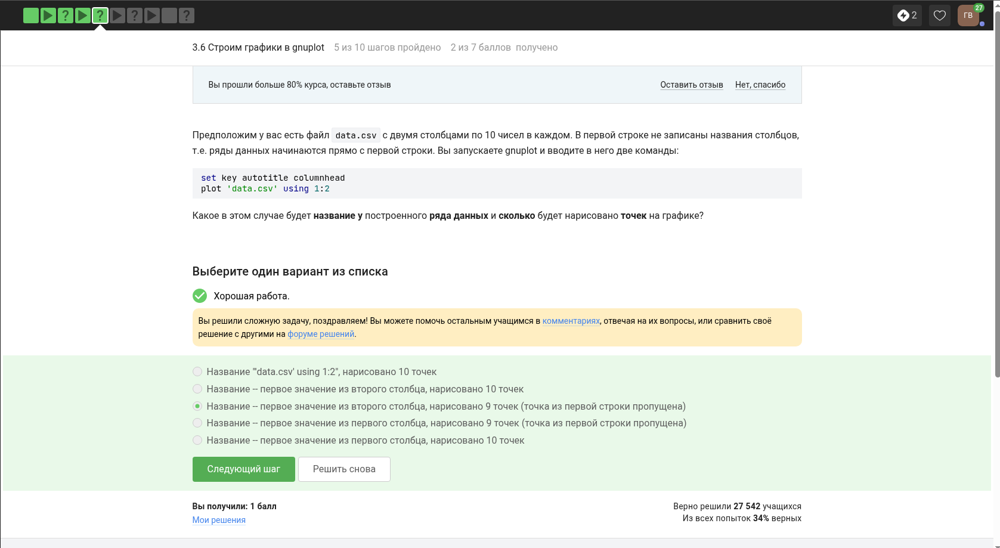 ? ? ? ?
2
ГВ
27
3.6 Строим графики в gnuplot 5 из 10 шагов пройдено 2 из 7 баллов получено
Вы прошли больше 80% курса, оставьте отзыв Оставить отзыв Нет, спасибо
Предположим у вас есть файл data.csv с двумя столбцами по 10 чисел в каждом. В первой строке не записаны названия столбцов,
т.е. ряды данных начинаются прямо с первой строки. Вы запускаете gnuplot и вводите в него две команды:
set key autotitle columnhead
plot 'data.csv' using 1:2
Какое в этом случае будет название у построенного ряда данных и сколько будет нарисовано точек на графике?
Выберите один вариант из списка
Хорошая работа.
Вы решили сложную задачу, поздравляем! Вы можете помочь остальным учащимся в комментариях, отвечая на их вопросы, или сравнить своё
решение с другими на форуме решений.
Название "'data.csv' using 1:2", нарисовано 10 точек
Название -- первое значение из второго столбца, нарисовано 10 точек
Название -- первое значение из второго столбца, нарисовано 9 точек (точка из первой строки пропущена)
Название -- первое значение из первого столбца, нарисовано 9 точек (точка из первой строки пропущена)
Название -- первое значение из первого столбца, нарисовано 10 точек
Следующий шаг Решить снова
Вы получили: 1 балл Верно решили 27 542 учащихся
Мои решения Из всех попыток 34% верных